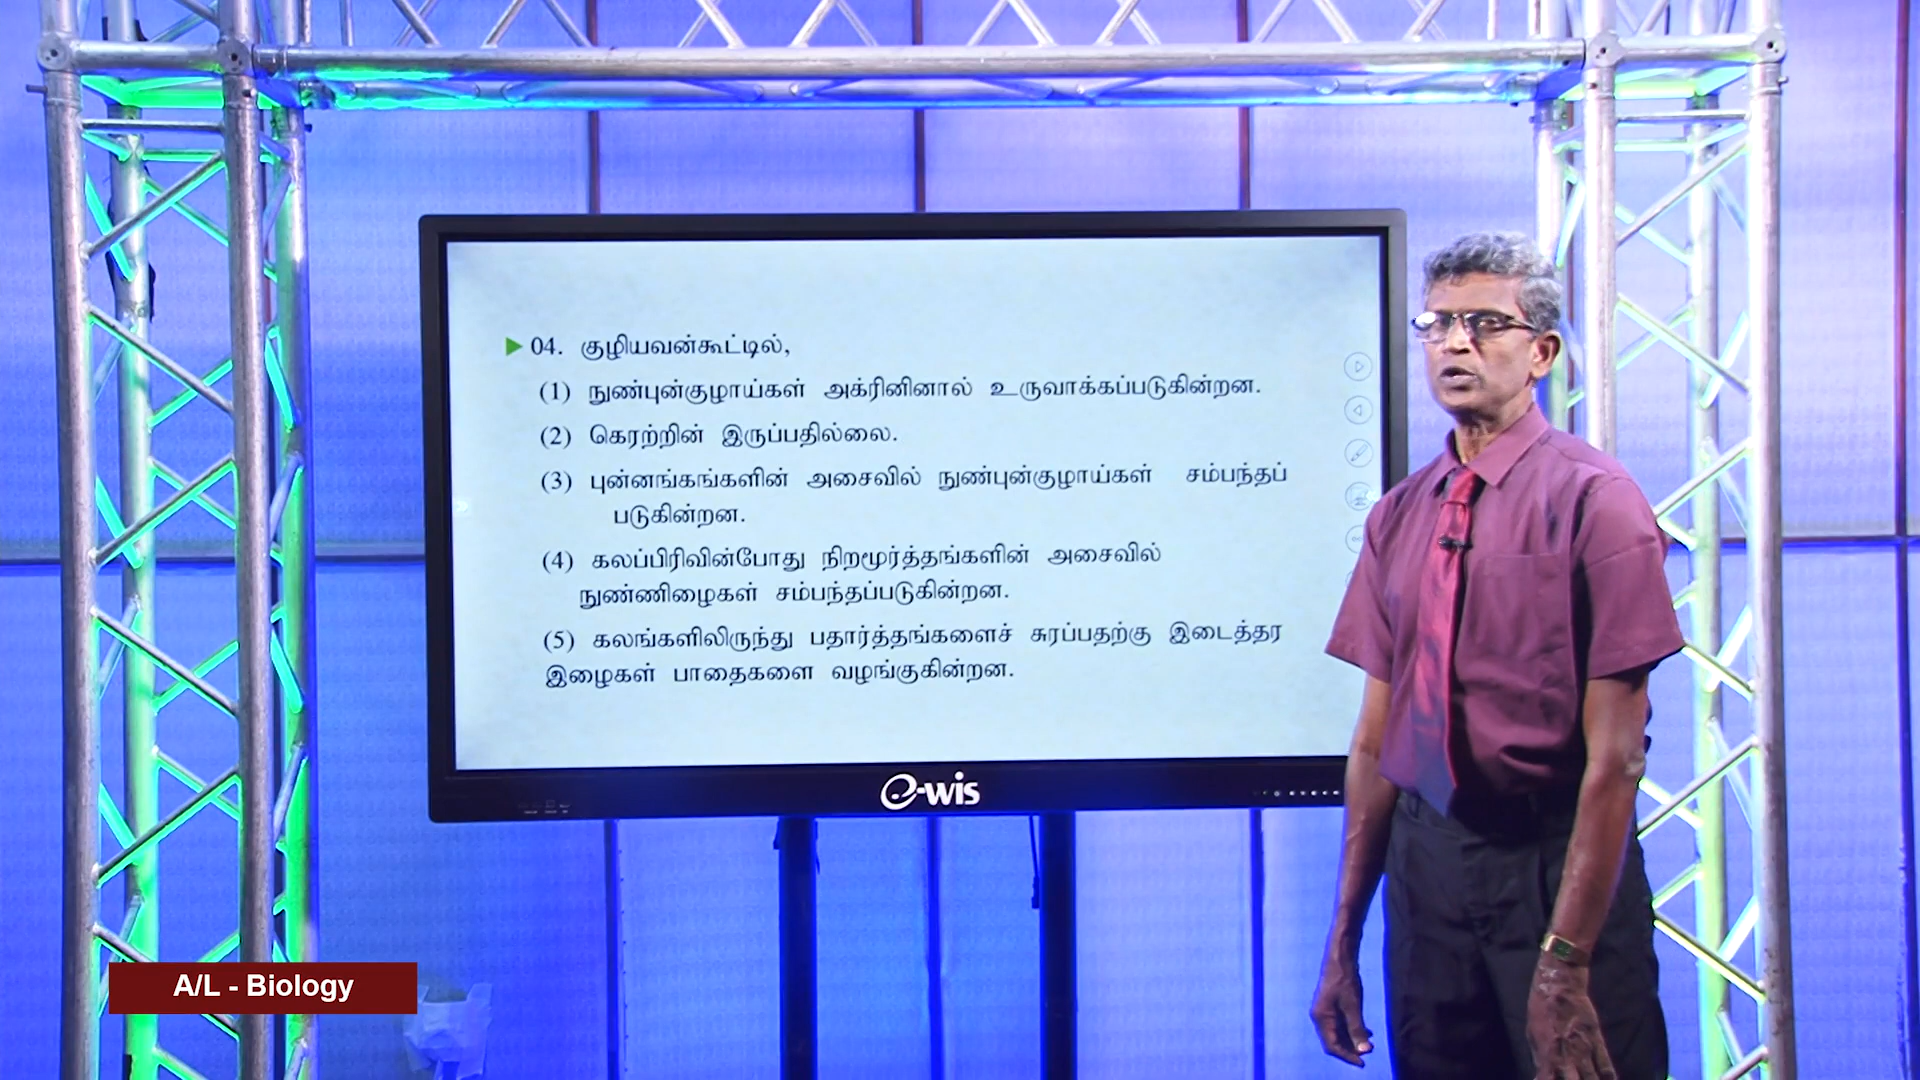 04. குழியவன்கூட்டில்,
(1) நுண்புன்குழாய்கள் அக்ரினினால் உருவாக்கப்படுகின்றன.
(2) கெரற்றின் இருப்பதில்லை.
(3) புன்னங்கங்களின் அசைவில் நுண்புன்குழாய்கள் சம்பந்தப்
படுகின்றன.
(4) கலப்பிரிவின்போது நிறமூர்த்தங்களின் அசைவில்
நுண்ணிழைகள் சம்பந்தப்படுகின்றன.
(5) கலங்களிலிருந்து பதார்த்தங்களைச் சுரப்பதற்கு இடைத்தர
இழைகள் பாதைகளை வழங்குகின்றன.
e-wis
A/L - Biology